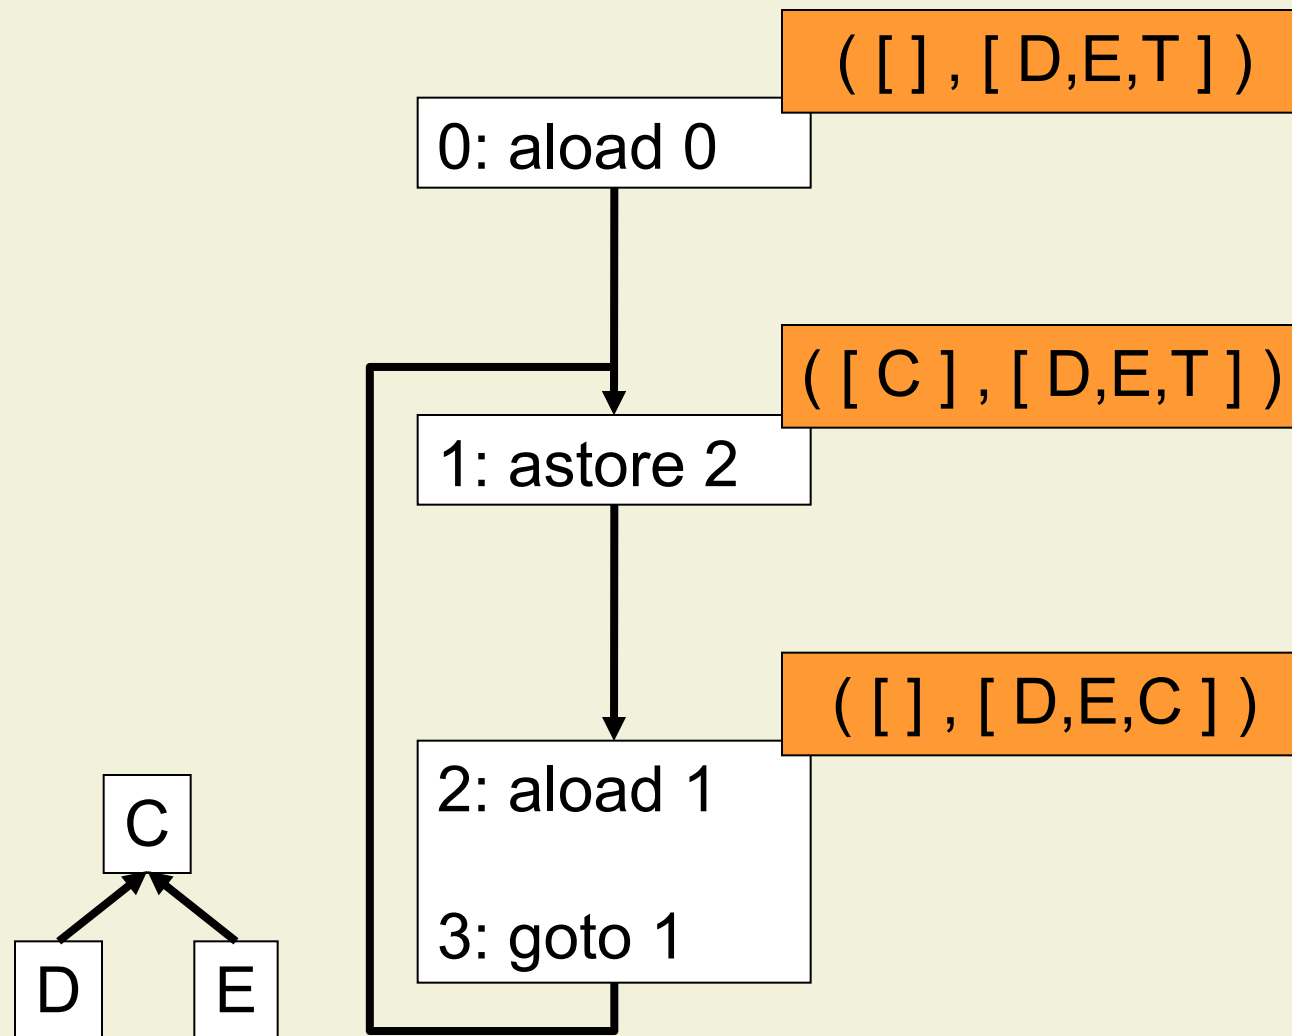 ( [ ] , [ D,E,T ] )
0: aload 0
( [ C ] , [ D,E,T ] )
1: astore 2
( [ ] , [ D,E,C ] )
2: aload 1
3: goto 1
C
D
E